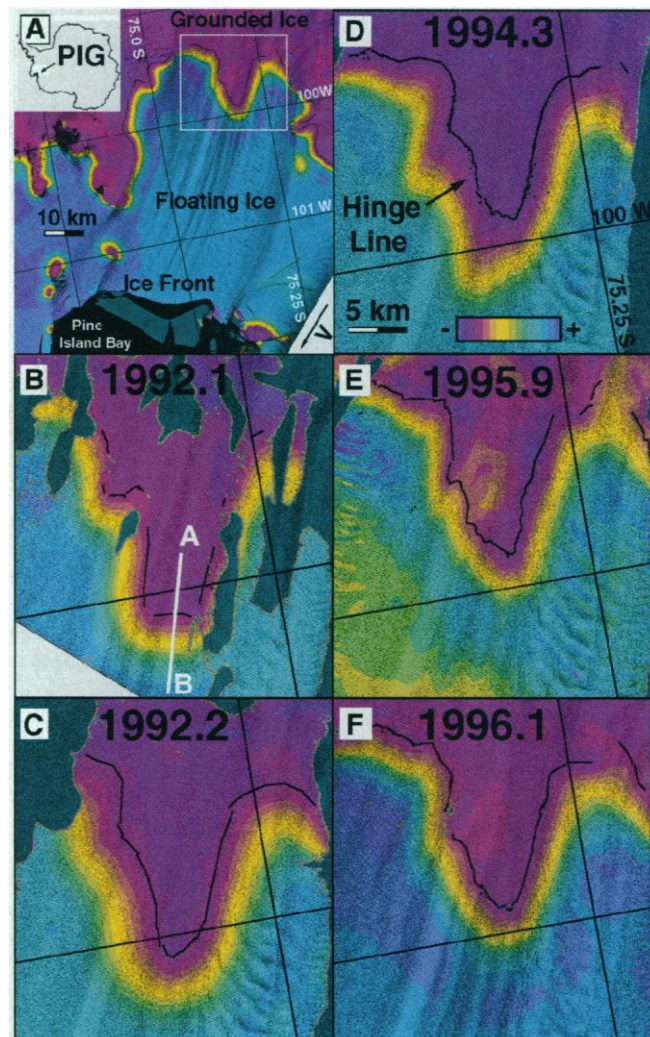 A
PIG
75.0 S
Grounded Ice
100W
Floating Ice
101 W
10 km
Ice Front
75.25 S
Pine
Island Bay
V
B
1992.1
A
B
C
1992.2
D
1994.3
Hinge
Line
100 W
75.25 S
5 km
- +
E
1995.9
F
1996.1